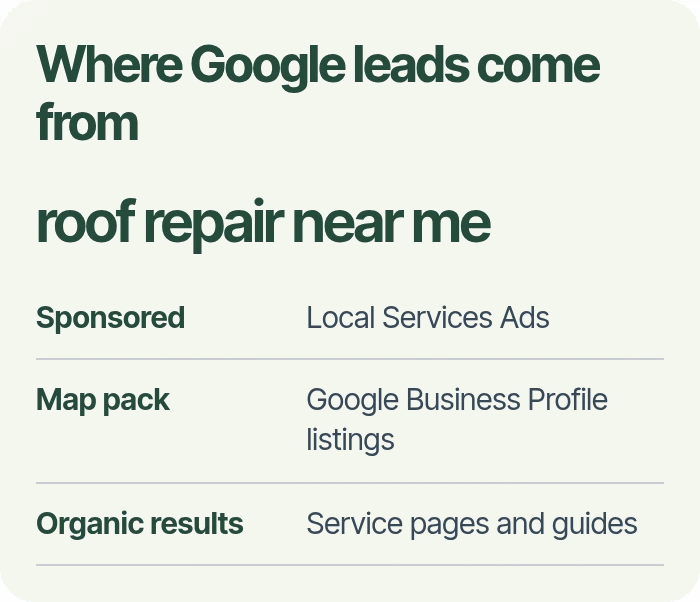 Where Google leads come
from
roof repair near me
Sponsored
Local Services Ads
Map pack
Google Business Profile
listings
Organic results
Service pages and guides